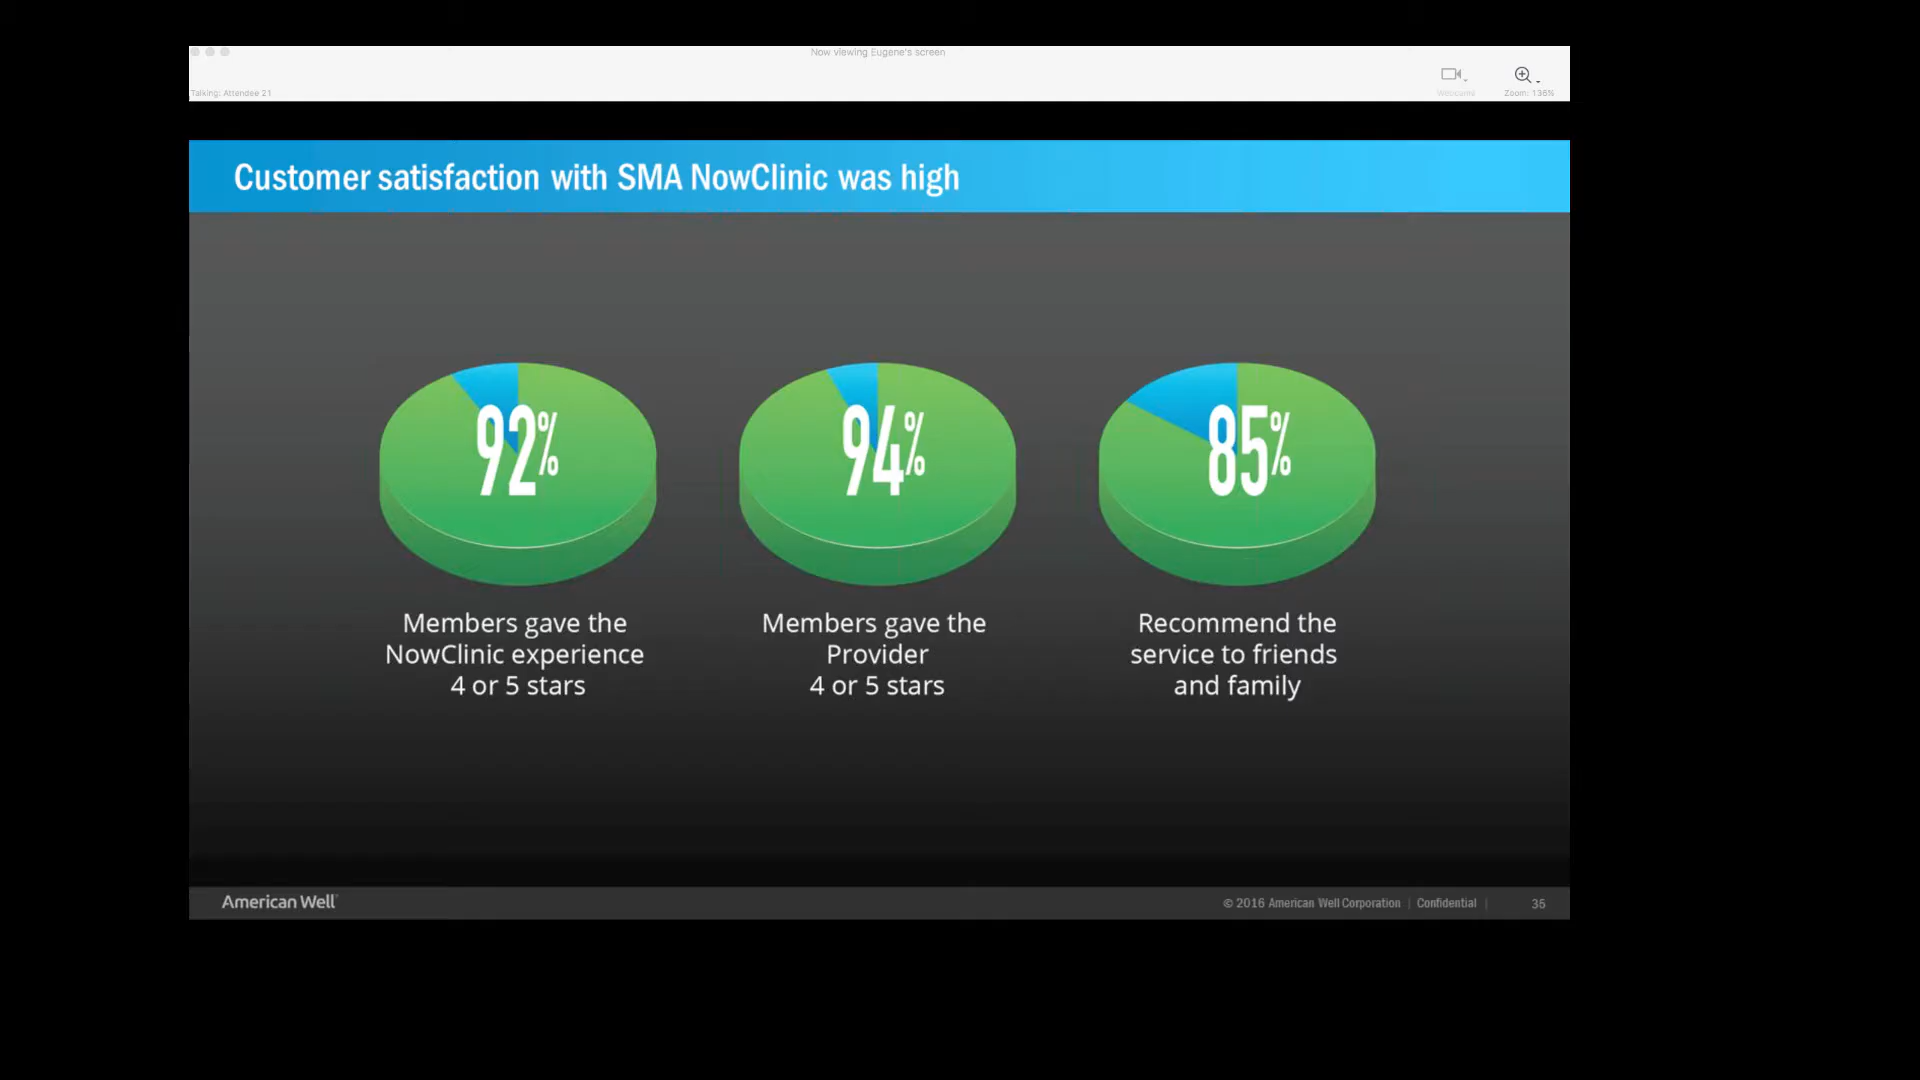 Now viewing Eugene's screen
Talking: Attendee 21
Webcams
Zoom: 136%
Customer satisfaction with SMA NowClinic was high
92%
94%
85%
Members gave the
NowClinic experience
4 or 5 stars
Members gave the
Provider
4 or 5 stars
Recommend the
service to friends
and family
American Well
© 2016 American Well Corporation | Confidential |
35